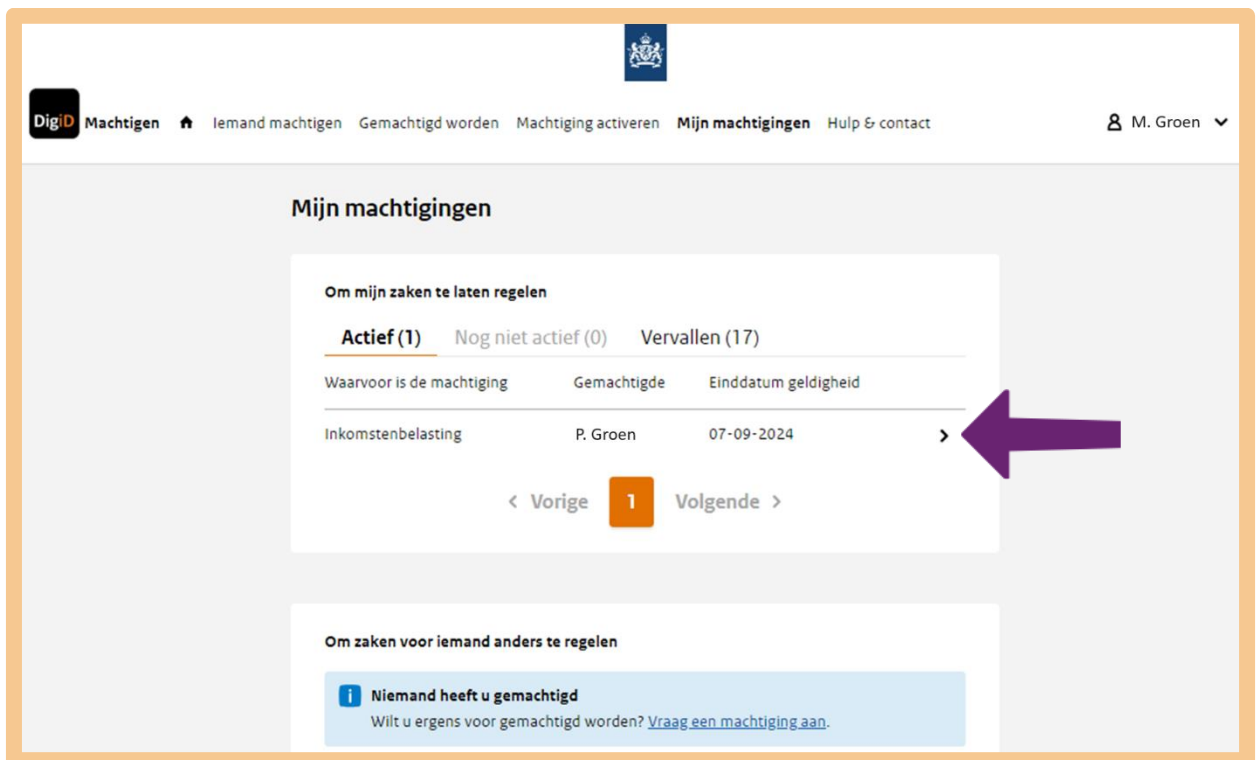 DigiD Machtigen Iemand machtigen Gemachtigd worden Machtiging activeren Mijn machtigingen Hulp & contact M. Groen
Mijn machtigingen
Om mijn zaken te laten regelen
Actief (1) Nog niet actief (0) Vervallen (17)
Waarvoor is de machtiging Gemachtigde Einddatum geldigheid
Inkomstenbelasting P. Groen 07-09-2024
Vorige 1 Volgende
Om zaken voor iemand anders te regelen
i Niemand heeft u gemachtigd
Wilt u ergens voor gemachtigd worden? Vraag een machtiging aan.